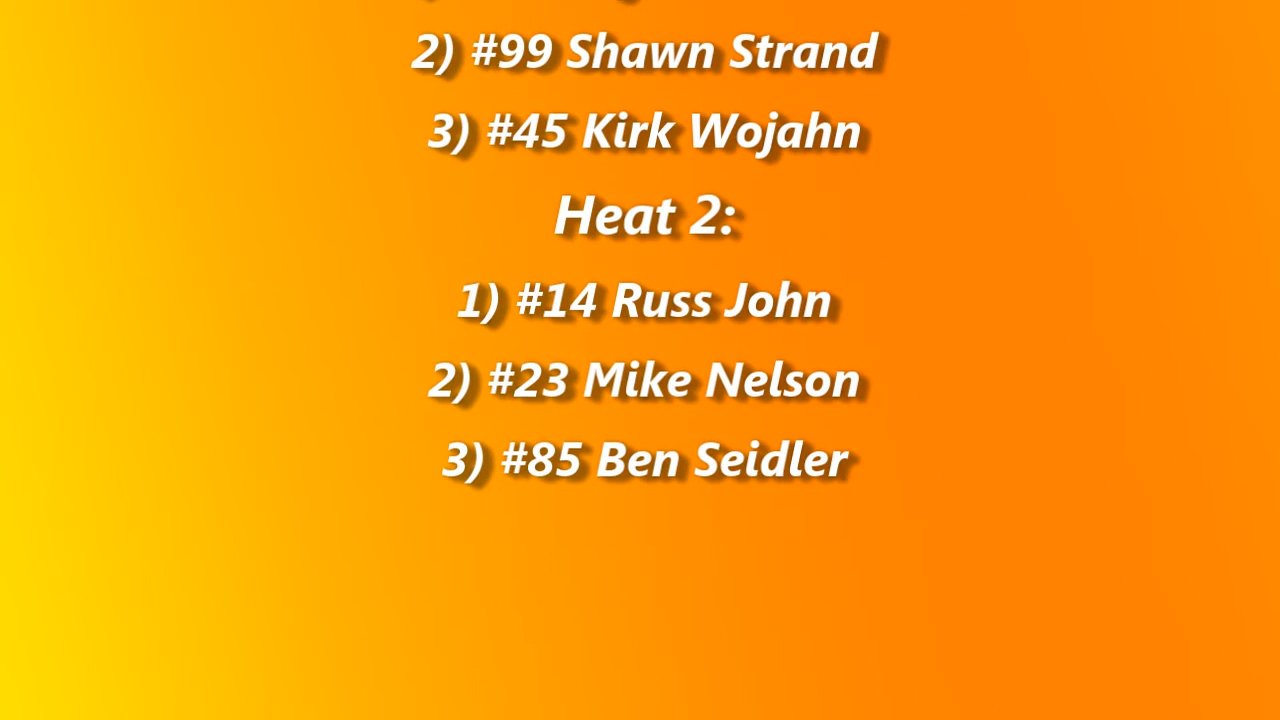 2) #99 Shawn Strand
3) #45 Kirk Wojahn
Heat 2:
1) #14 Russ John
2) #23 Mike Nelson
3) #85 Ben Seidler